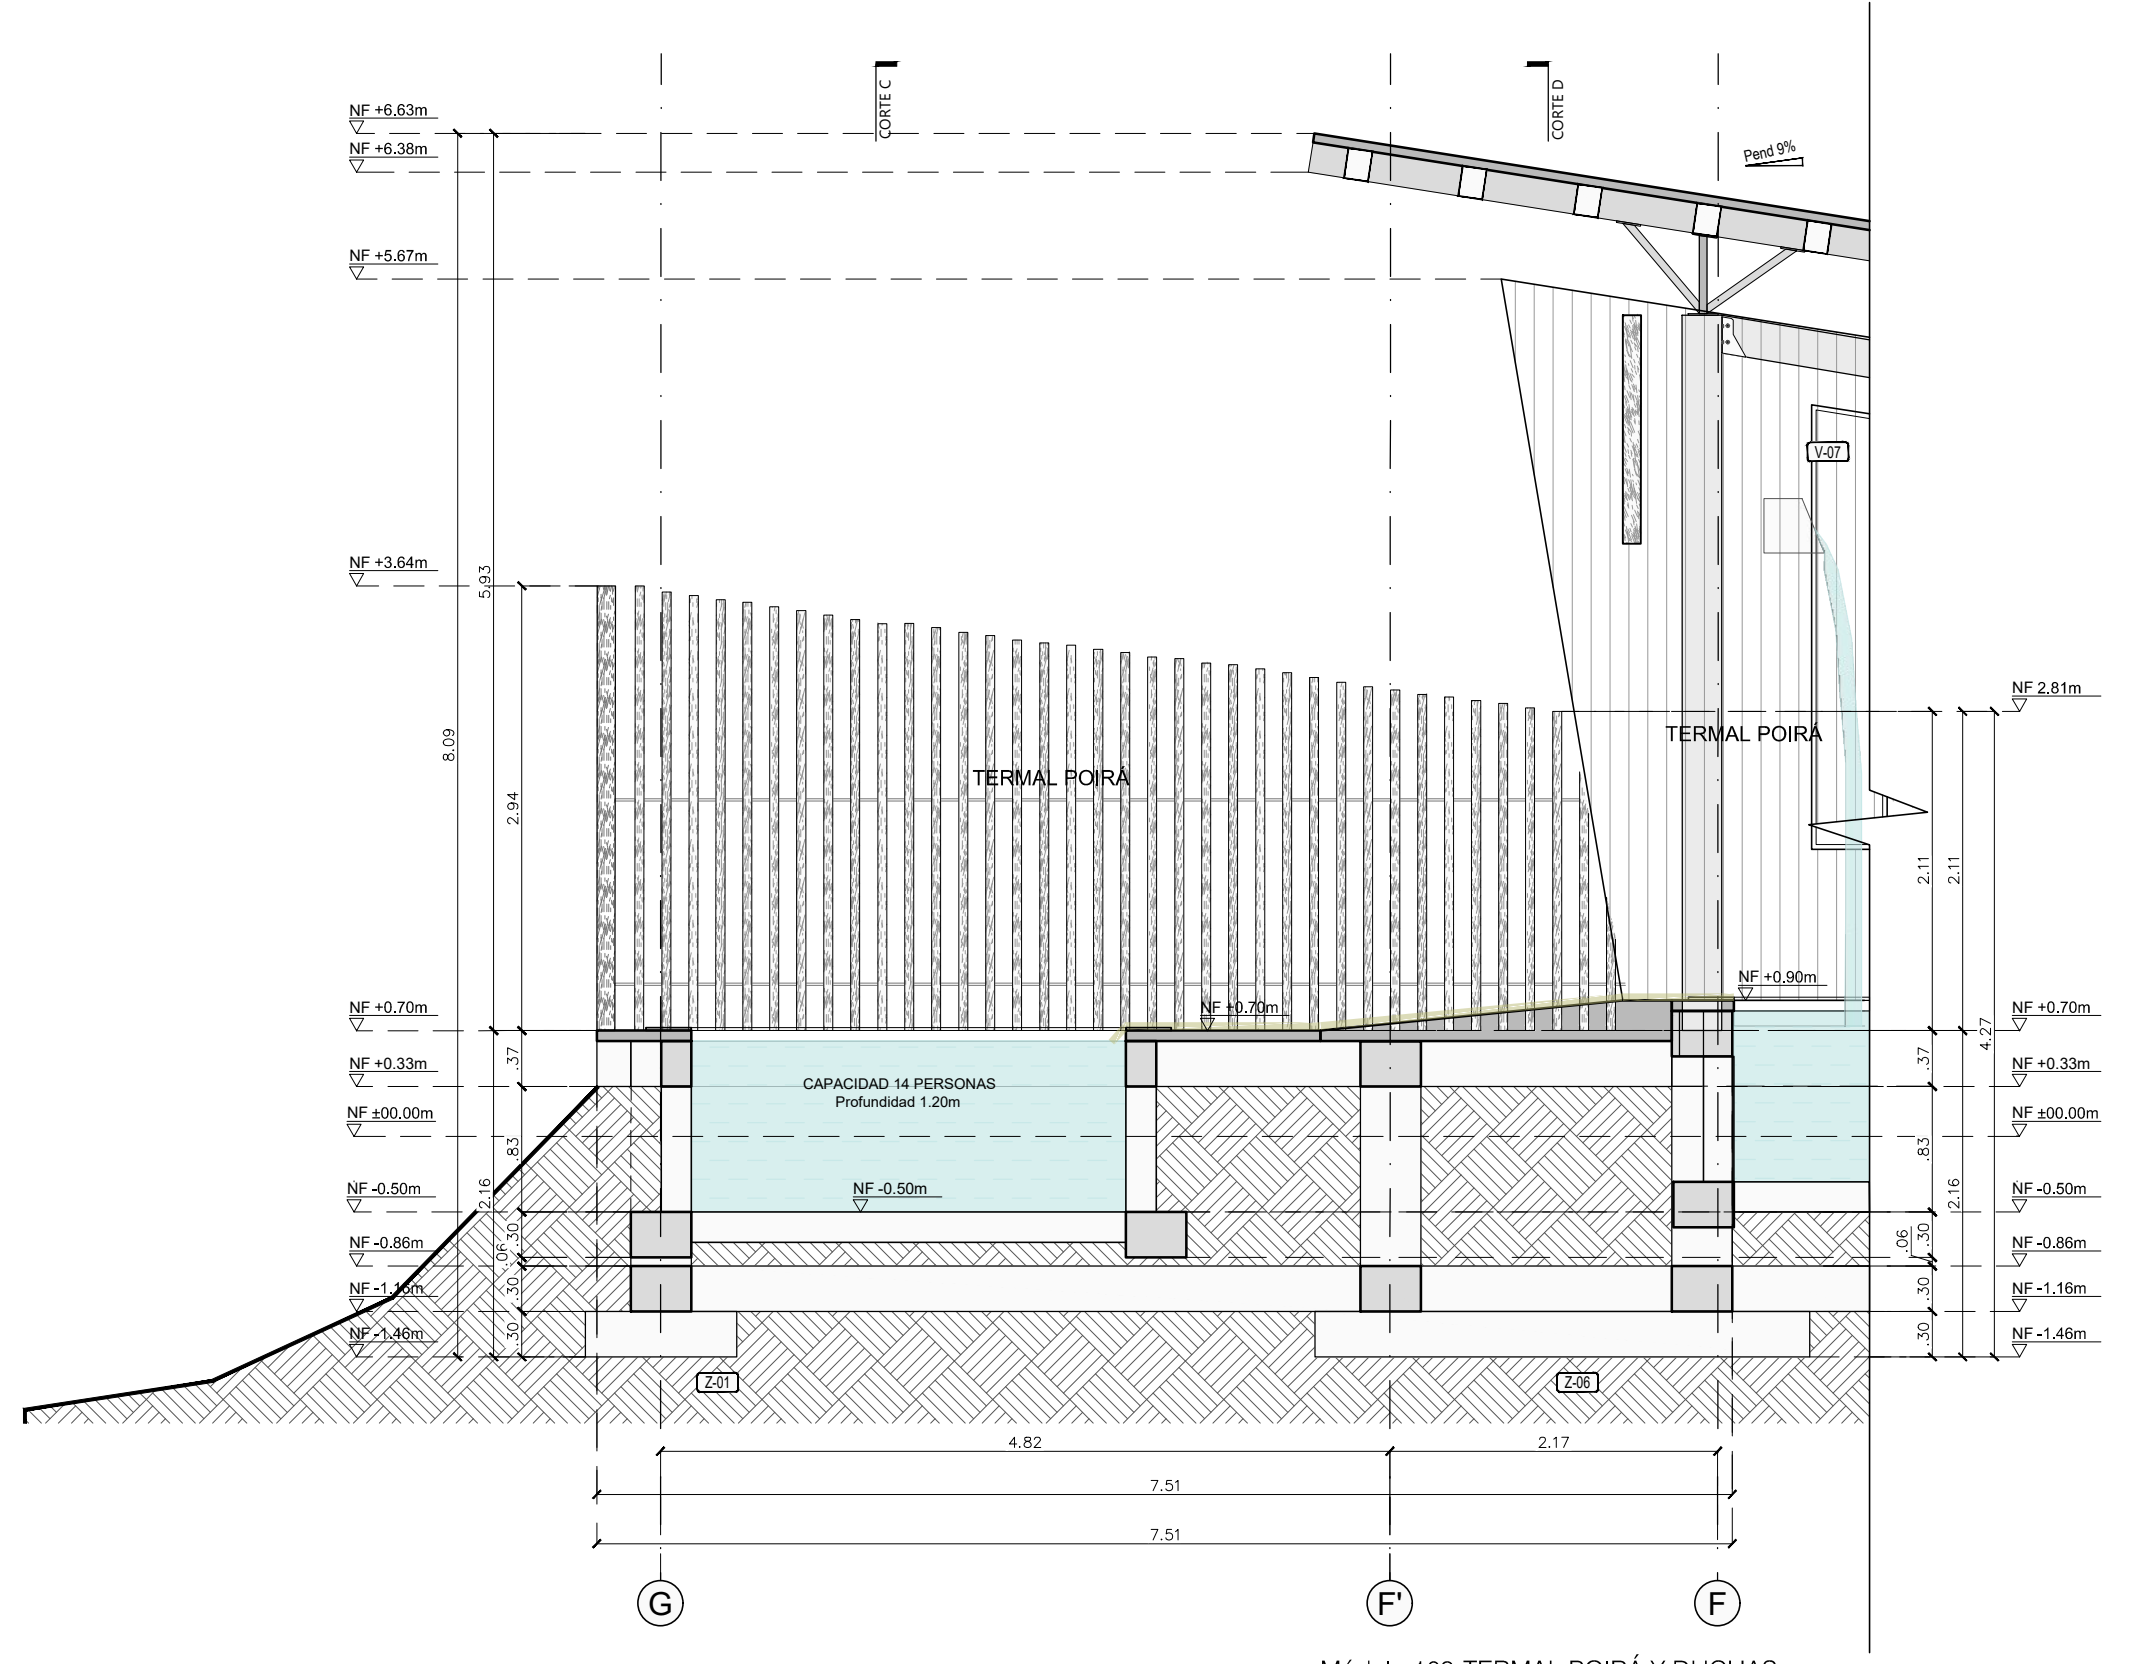 CORTE C
CORTE D
NF +6.63m
NF +6.38m
Pend 9%
NF +5.67m
V-07
NF +3.64m
5.93
8.09
2.94
NF 2.81m
TERMAL POIRÁ
TERMAL POIRÁ
2.11
2.11
4.27
NF +0.90m
NF +0.70m
NF +0.70m
NF +0.70m
.37
.37
NF +0.33m
NF +0.33m
CAPACIDAD 14 PERSONAS
Profundidad 1.20m
NF ±00.00m
NF ±00.00m
.83
.83
2.16
2.16
NF -0.50m
NF -0.50m
NF -0.50m
.30
.30
.06
.06
NF -0.86m
NF -0.86m
.30
.30
NF -1.16m
NF -1.16m
.30
.30
NF -1.46m
NF -1.46m
Z-01
Z-06
4.82
2.17
7.51
7.51
G
F'
F
TERMAL POIRÁ Y DUCHAS